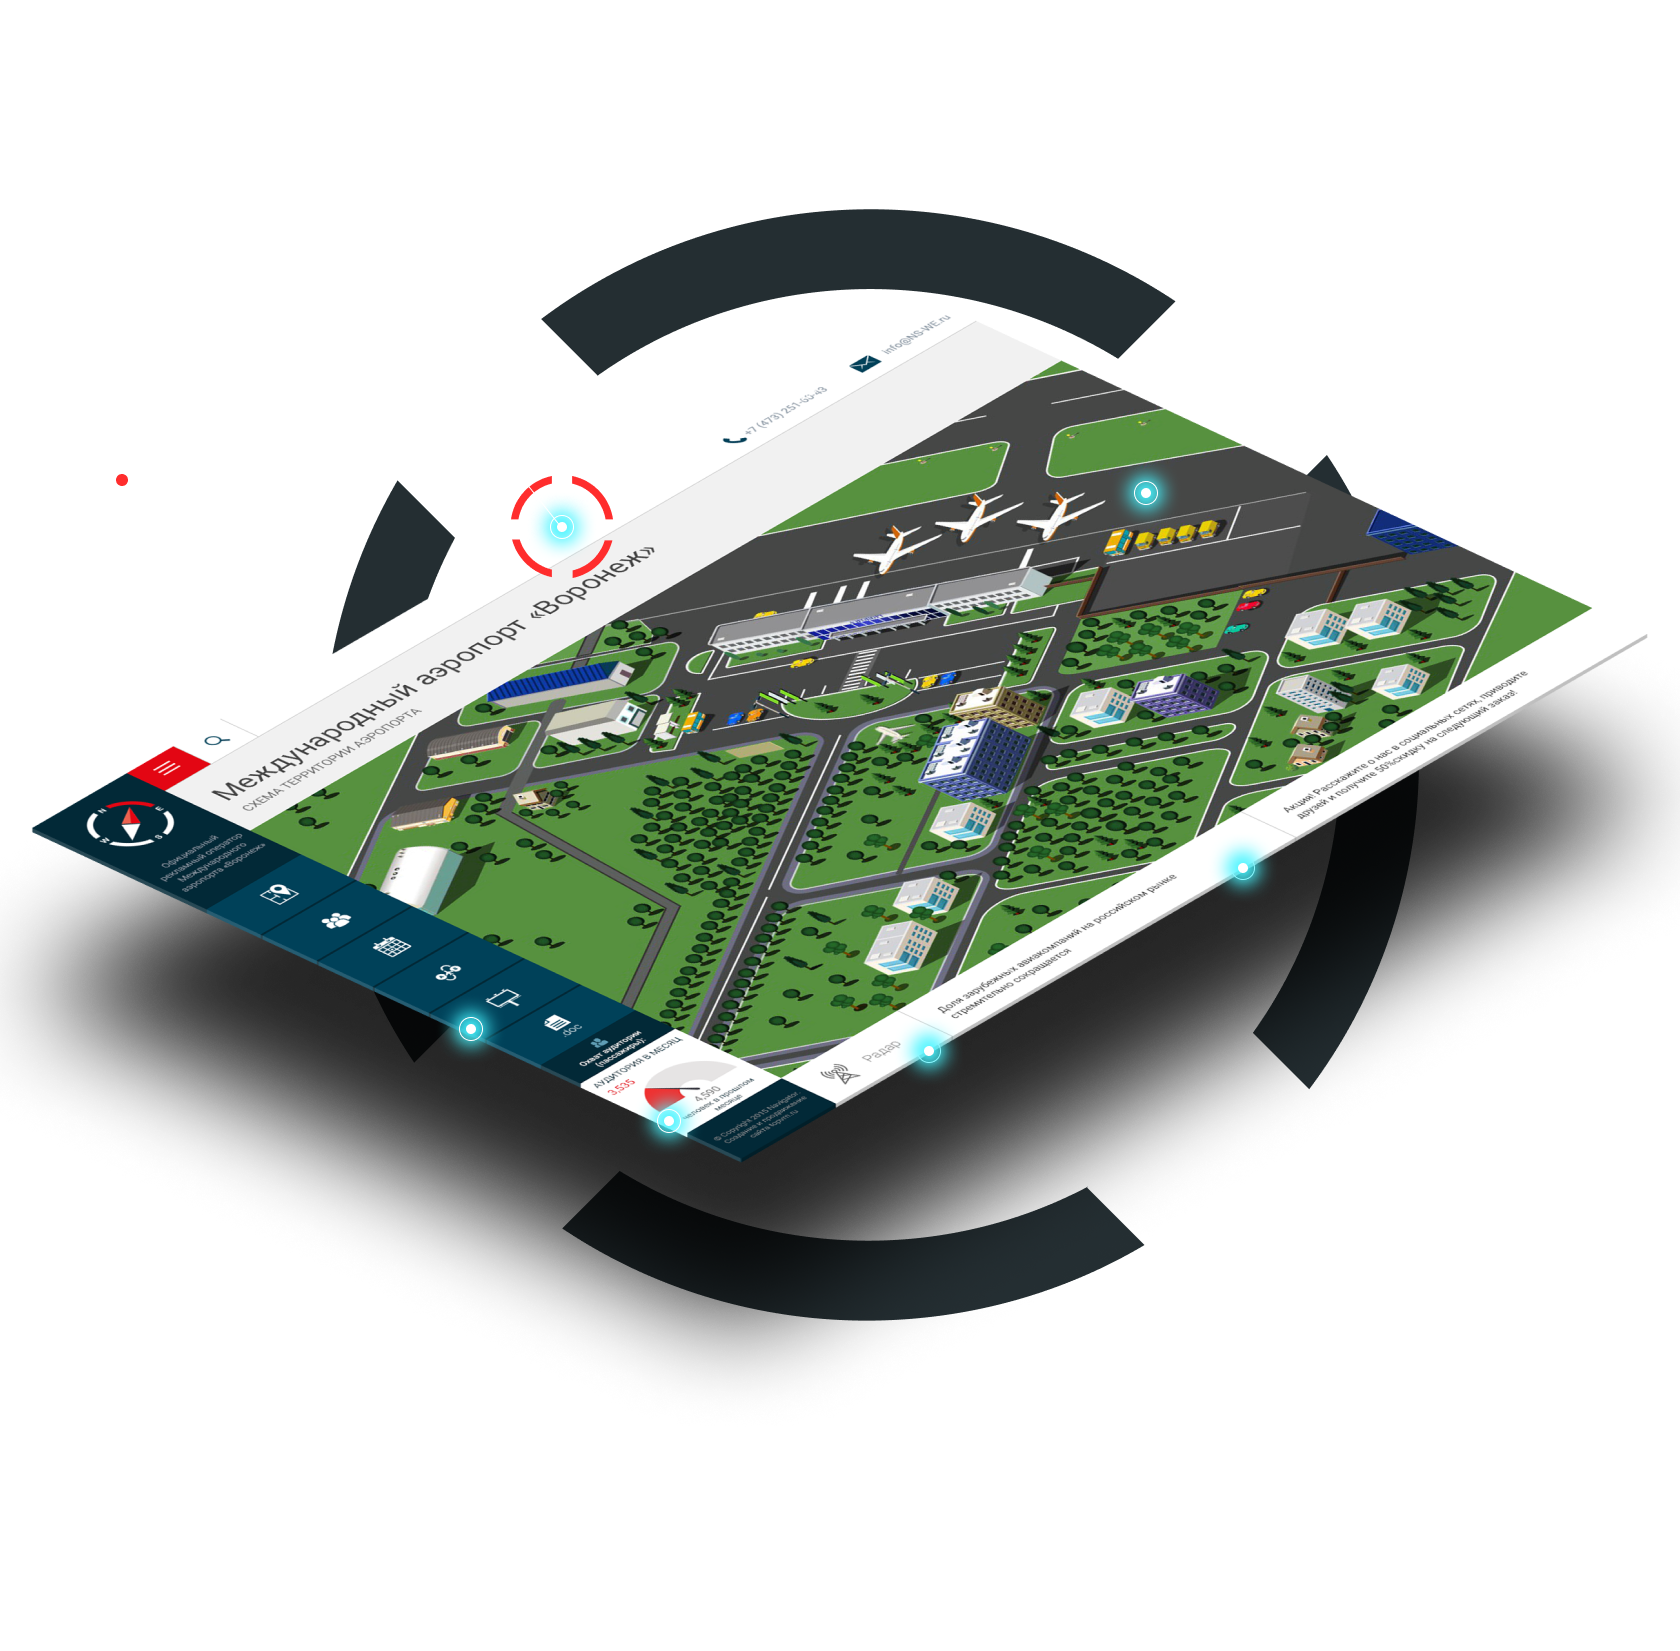 info@NS-WE.ru
+7 (473) 251-
Международный аэропорт «Воронеж»
СХЕМА ТЕРРИТОРИИ АЭРОПОРТА
N
E
W
S
Официальный
рекламный оператор
Международного
аэропорта «Воронеж»
.doc
Охват аудитории
(пассажиры):
АУДИТОРИЯ В МЕСЯЦ
3,535
4,590
человек в прошлом
месяце
© Copyright 2015 Navigator
Создание и продвижение
сайта
Радар
Доля зарубежных авиакомпаний на российском рынке
стремительно сокращается
Акция! Расскажите о нас в социальных сетях, приводите
друзей и получите 50%скидку на следующий заказ!